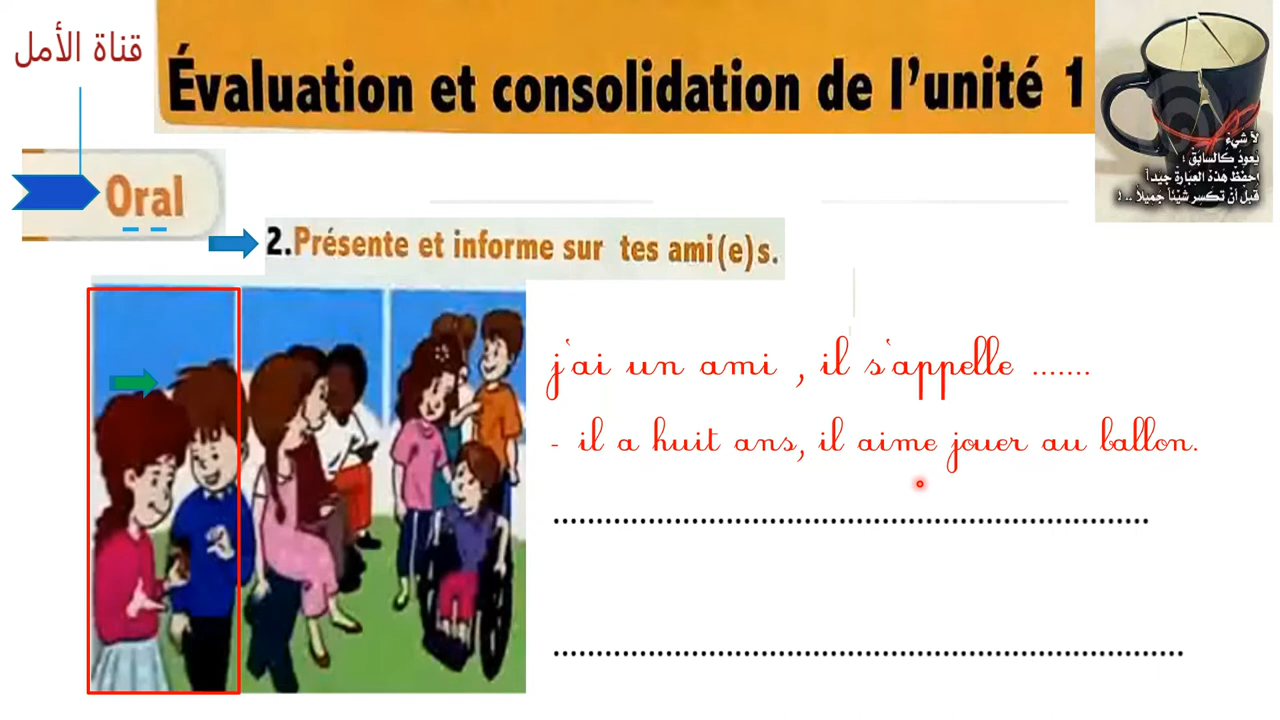 قناة الأمل
Évaluation et consolidation de l'unité 1
لا شيء
يعود كالسابق ؛
احفظ هذه العبارة جيداً
قبل أن تكسر شيئاً جميلاً .. !
Oral
2.Présente et informe sur tes ami(e)s.
j'ai un ami , il s'appelle .......
- il a huit ans, il aime jouer au ballon.